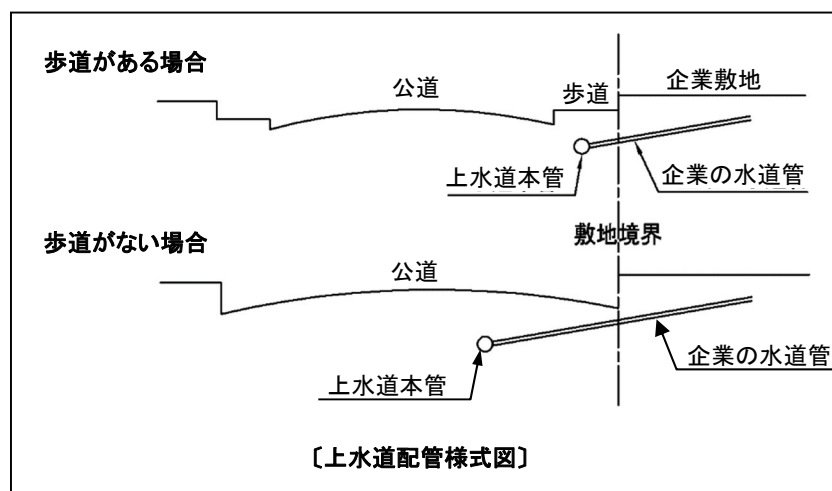 歩道がある場合
公道
歩道
企業敷地
上水道本管
企業の水道管
歩道がない場合
敷地境界
公道
企業の水道管
上水道本管
〔上水道配管様式図〕